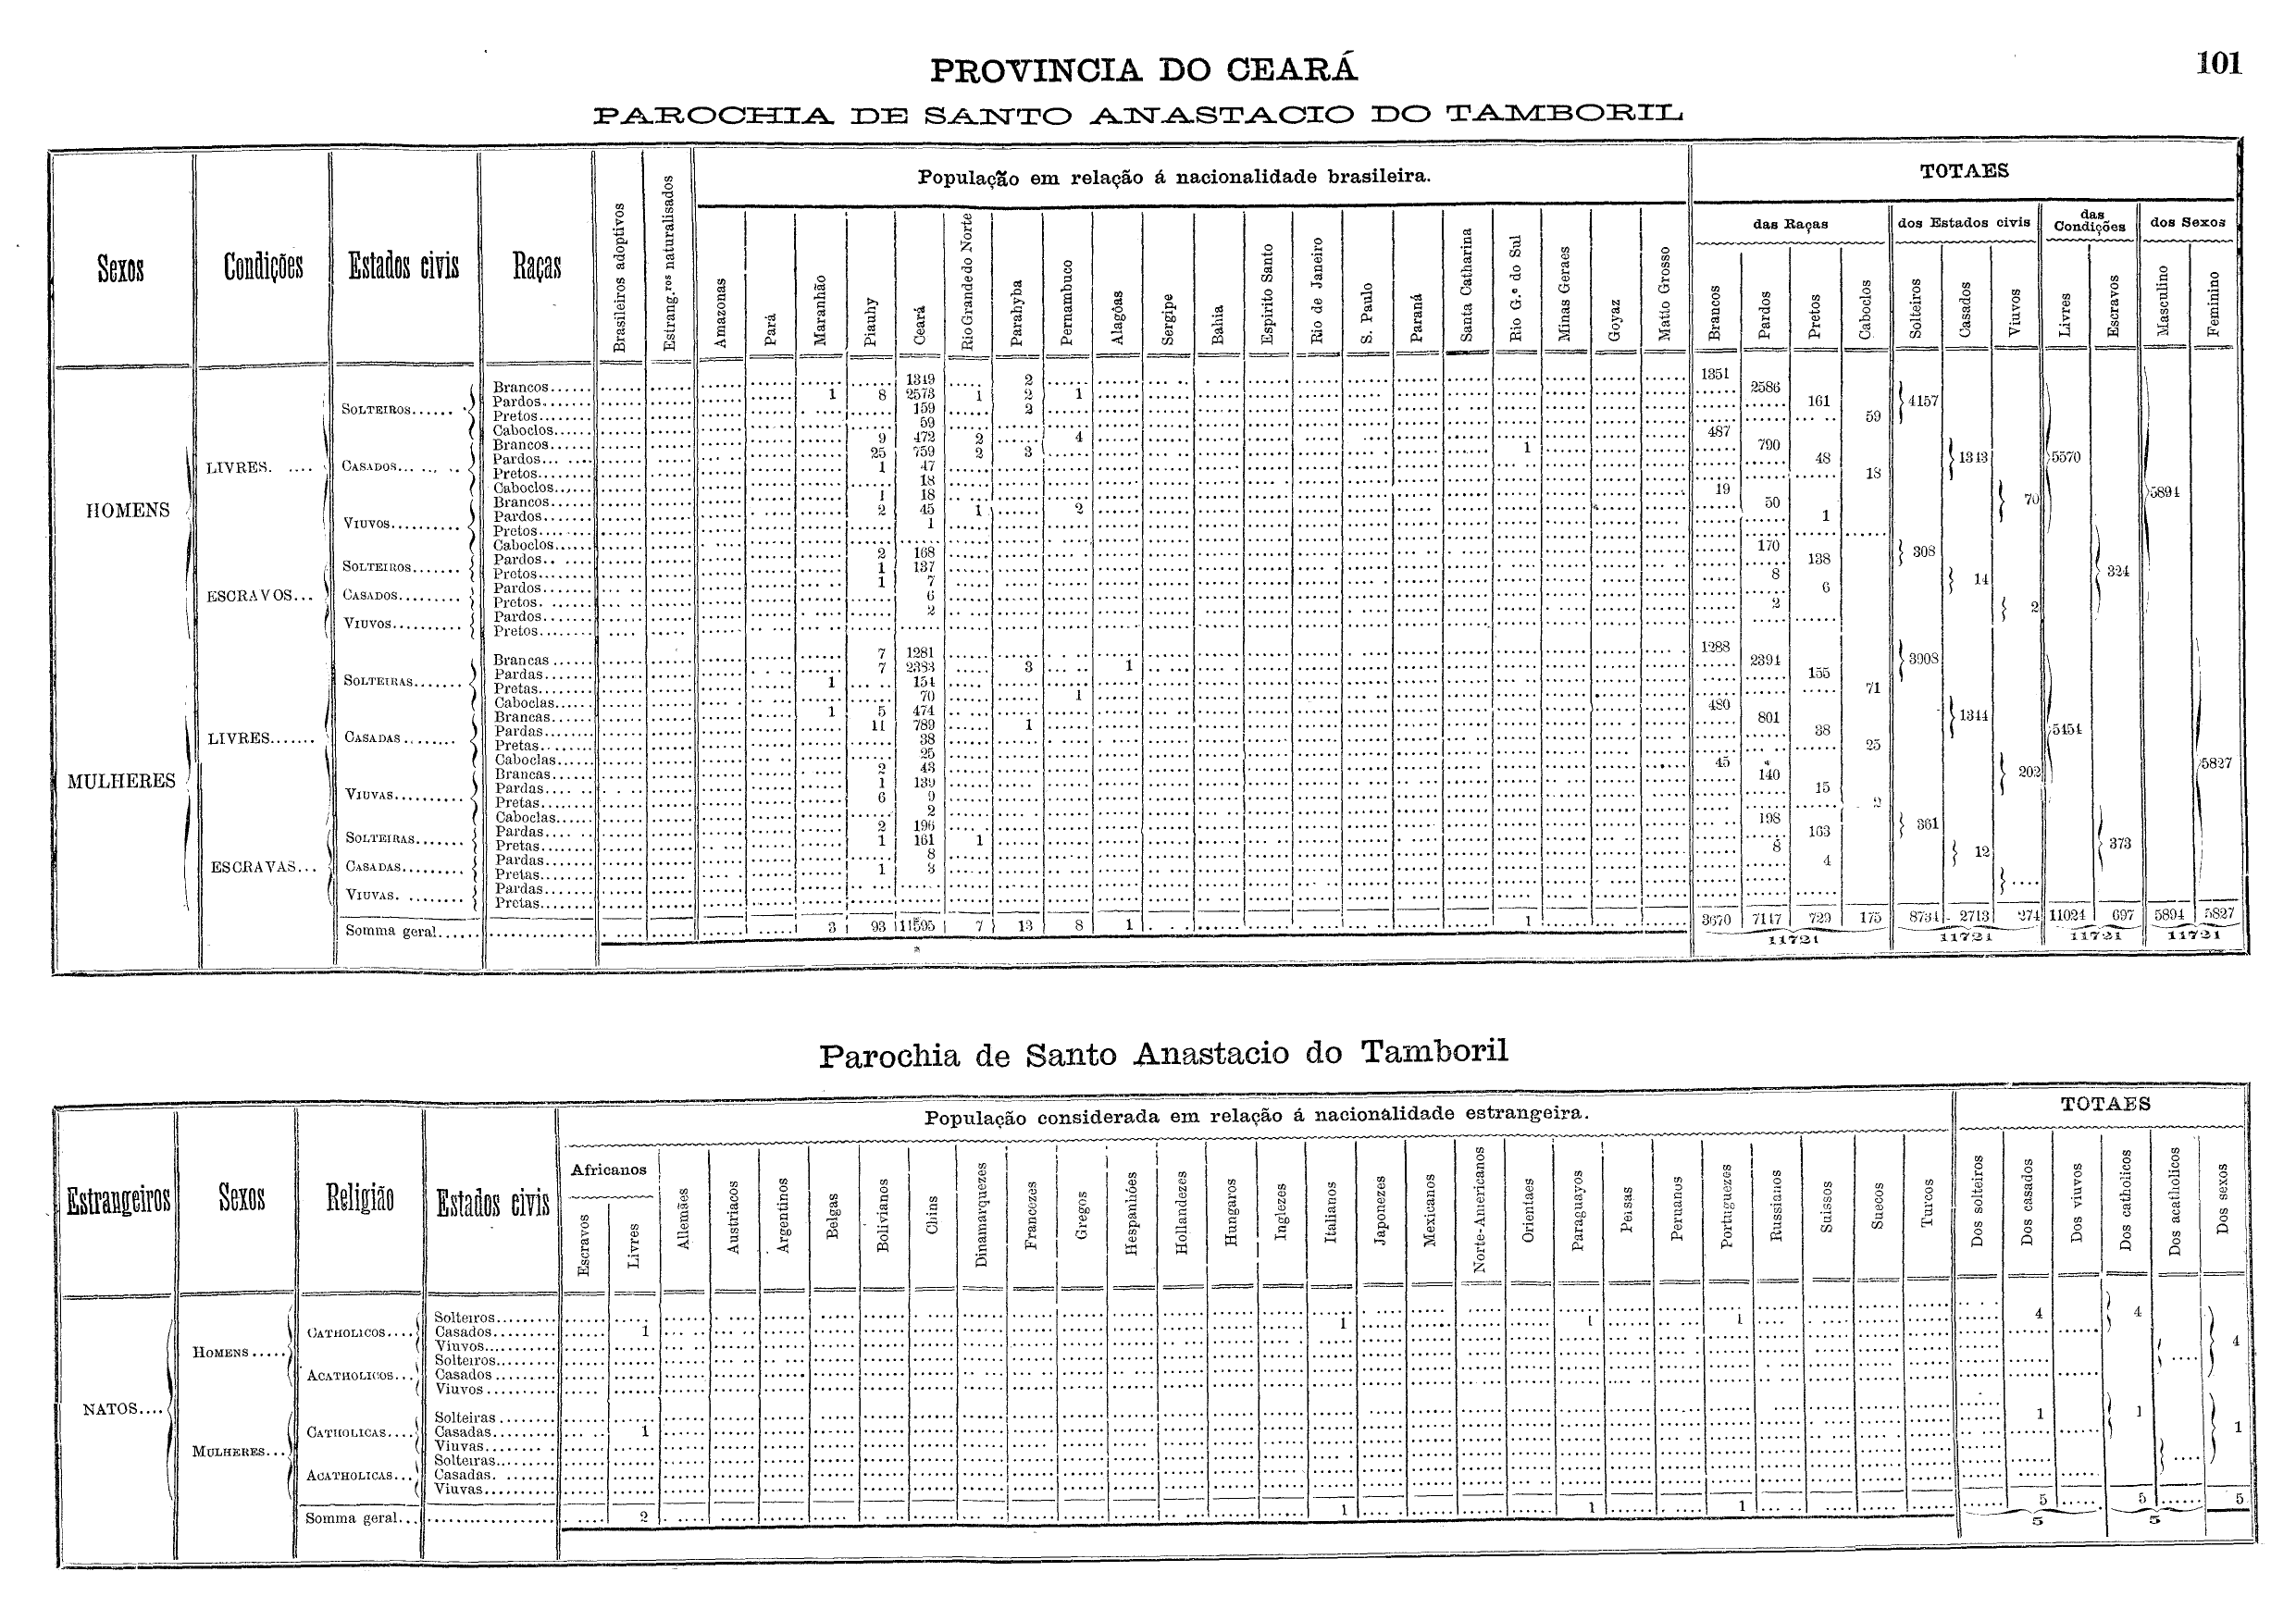 PROVINCIA DO CEARÁ
101
PAROCHIA DE SANTO ANASTACIO DO TAMBORIL
Sexos | Condições | Estados civis | Raças | Brasileiros adoptivos | Estrang.ros naturalisados | População em relação á nacionalidade brasileira. | TOTAES
Amazonas | Pará | Maranhão | Piauhy | Ceará | Rio Grande do Norte | Parahyba | Pernambuco | Alagôas | Sergipe | Bahia | Espirito Santo | Rio de Janeiro | S. Paulo | Paraná | Santa Catharina | Rio G.e do Sul | Minas Geraes | Goyaz | Matto Grosso
das Raças | dos Estados civis | das Condições | dos Sexos
Brancos | Pardos | Pretos | Caboclos | Solteiros | Casados | Viuvos | Livres | Escravos | Masculino | Feminino
HOMENS 5894
LIVRES 5570
SOLTEIROS 4157
Brancos 1349 2 1351
Pardos 1 8 2573 1 2 1 2586
Pretos 159 2 161
Caboclos 59 59
CASADOS 1343
Brancos 9 472 2 4 487
Pardos 25 759 2 3 1 790
Pretos 1 47 48
Caboclos 18 18
VIUVOS 70
Brancos 1 18 19
Pardos 2 45 1 2 50
Pretos 1 1
Caboclos
ESCRAVOS 324
SOLTEIROS 308
Pardos 2 168 170
Pretos 1 137 138
CASADOS 14
Pardos 1 7 8
Pretos 6 6
VIUVOS 2
Pardos 2 2
Pretos
MULHERES 5827
LIVRES 5454
SOLTEIRAS 3908
Brancas 7 1281 1288
Pardas 7 2383 3 1 2394
Pretas 1 154 155
Caboclas 70 1 71
CASADAS 1344
Brancas 1 5 474 480
Pardas 11 789 1 801
Pretas 38 38
Caboclas 25 25
VIUVAS 202
Brancas 2 43 45
Pardas 1 139 140
Pretas 6 9 15
Caboclas 2 2
ESCRAVAS 373
SOLTEIRAS 361
Pardas 2 196 198
Pretas 1 161 1 163
CASADAS 12
Pardas 8 8
Pretas 1 3 4
VIUVAS
Pardas
Pretas
Somma geral 3 93 11595 7 13 8 1 1 3670 7147 729 175 8734 2713 274 11024 697 5894 5827
11721 11721 11721 11721
Parochia de Santo Anastacio do Tamboril
Estrangeiros | Sexos | Religião | Estados civis | População considerada em relação á nacionalidade estrangeira. | TOTAES
Africanos
Escravos | Livres | Allemães | Austriacos | Argentinos | Belgas | Bolivianos | Chins | Dinamarquezes | Francezes | Gregos | Hespanhóes | Hollandezes | Hungaros | Inglezes | Italianos | Japonezes | Mexicanos | Norte-Americanos | Orientaes | Paraguayos | Persas | Peruanos | Portuguezes | Russianos | Suissos | Suecos | Turcos | Dos solteiros | Dos casados | Dos viuvos | Dos cathoicos | Dos acatholicos | Dos sexos
NATOS
HOMENS 4
CATHOLICOS 4
Solteiros
Casados 1 1 1 1 4
Viuvos
ACATHOLICOS
Solteiros
Casados
Viuvos
MULHERES 1
CATHOLICAS 1
Solteiras
Casadas 1 1
Viuvas
ACATHOLICAS
Solteiras
Casadas
Viuvas
Somma geral 2 1 1 1 5 5 5
5 5